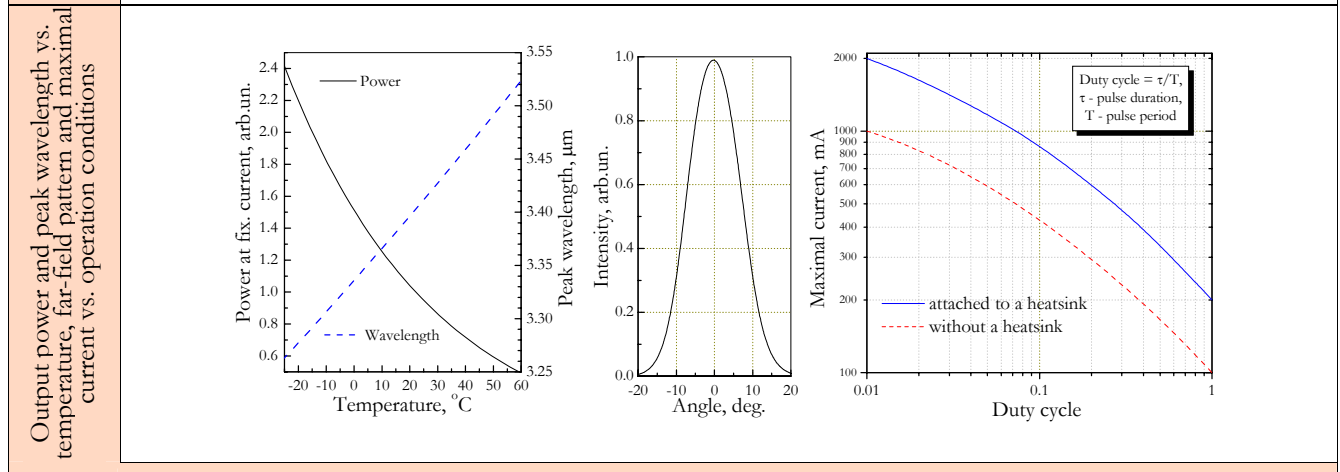 Output power and peak wavelength vs.
temperature, far-field pattern and maximal
current vs. operation conditions
Power at fix. current, arb.un.
2.4
2.2
2.0
1.8
1.6
1.4
1.2
1.0
0.8
0.6
Power
Wavelength
-20 -10 0 10 20 30 40 50 60
Temperature, °C
3.55
3.50
3.45
3.40
3.35
3.30
3.25
Peak wavelength, µm
Intensity, arb.un.
1.0
0.8
0.6
0.4
0.2
0.0
-20 -10 0 10 20
Angle, deg.
Maximal current, mA
2000
1000
900
800
700
600
500
400
300
200
100
Duty cycle = τ/T,
τ - pulse duration,
T - pulse period
attached to a heatsink
without a heatsink
0.01 0.1 1
Duty cycle